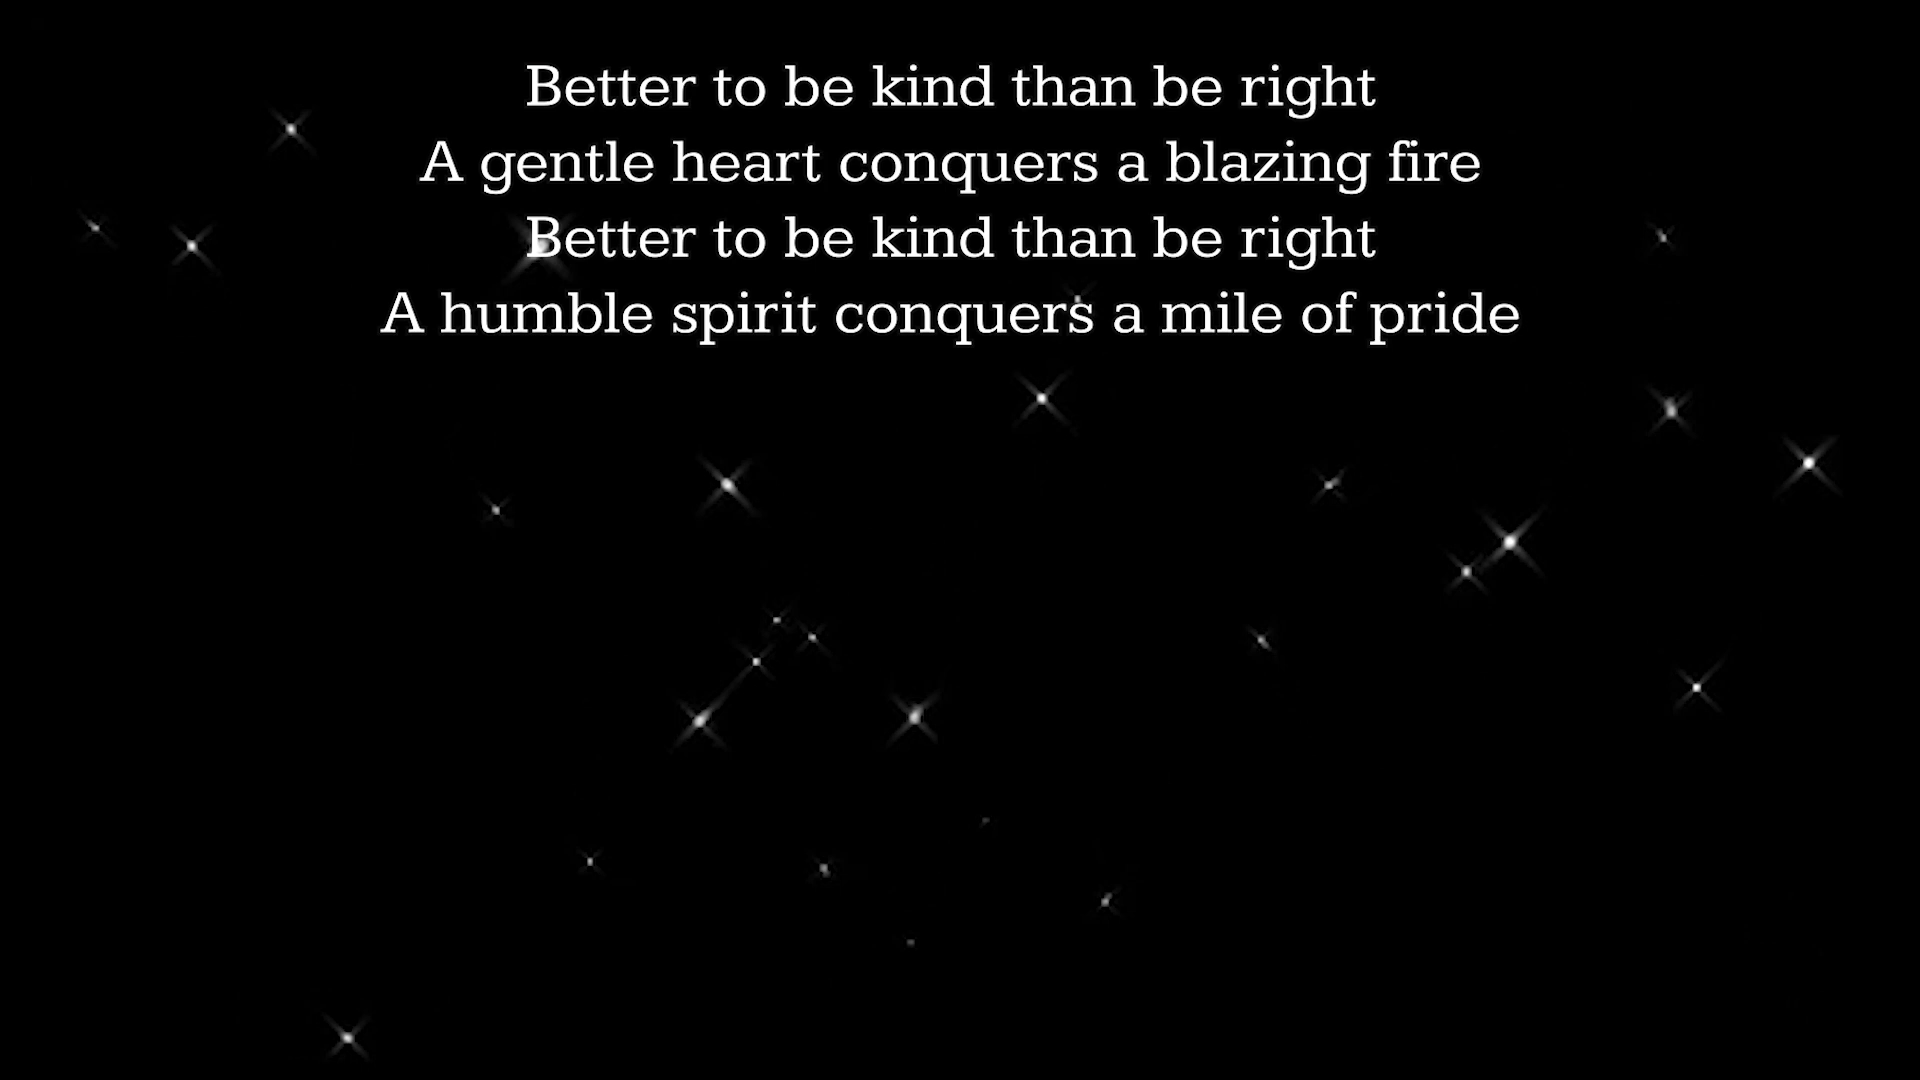 Better to be kind than be right
A gentle heart conquers a blazing fire
Better to be kind than be right
A humble spirit conquers a mile of pride